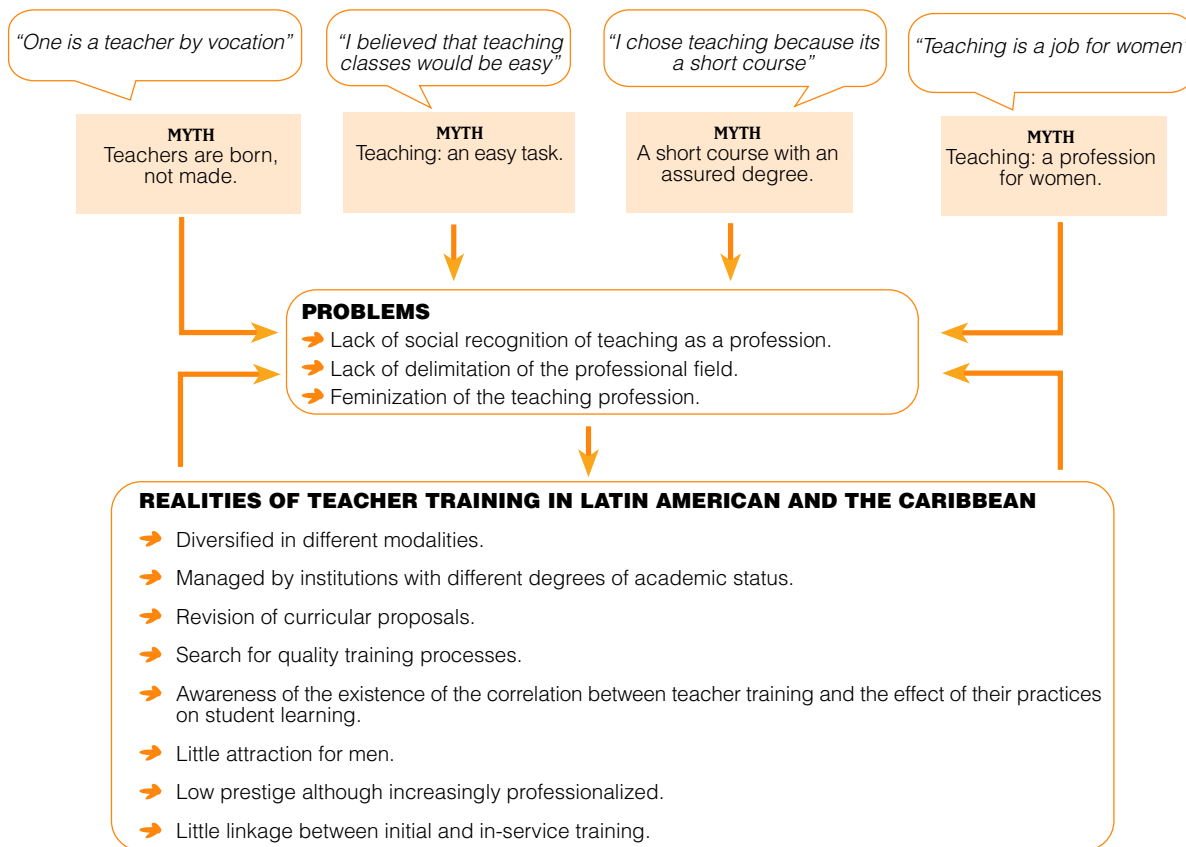 “One is a teacher by vocation”
“I believed that teaching
classes would be easy”
“I chose teaching because its
a short course”
“Teaching is a job for women”
MYTH
Teachers are born,
not made.
MYTH
Teaching: an easy task.
MYTH
A short course with an
assured degree.
MYTH
Teaching: a profession
for women.
PROBLEMS
Lack of social recognition of teaching as a profession.
Lack of delimitation of the professional field.
Feminization of the teaching profession.
REALITIES OF TEACHER TRAINING IN LATIN AMERICAN AND THE CARIBBEAN
Diversified in different modalities.
Managed by institutions with different degrees of academic status.
Revision of curricular proposals.
Search for quality training processes.
Awareness of the existence of the correlation between teacher training and the effect of their practices
on student learning.
Little attraction for men.
Low prestige although increasingly professionalized.
Little linkage between initial and in-service training.